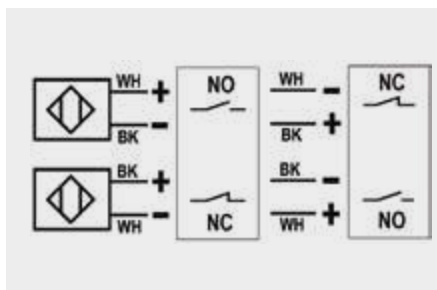 WH + NO WH - NC
BK - BK +
BK + BK -
WH - NC WH + NO